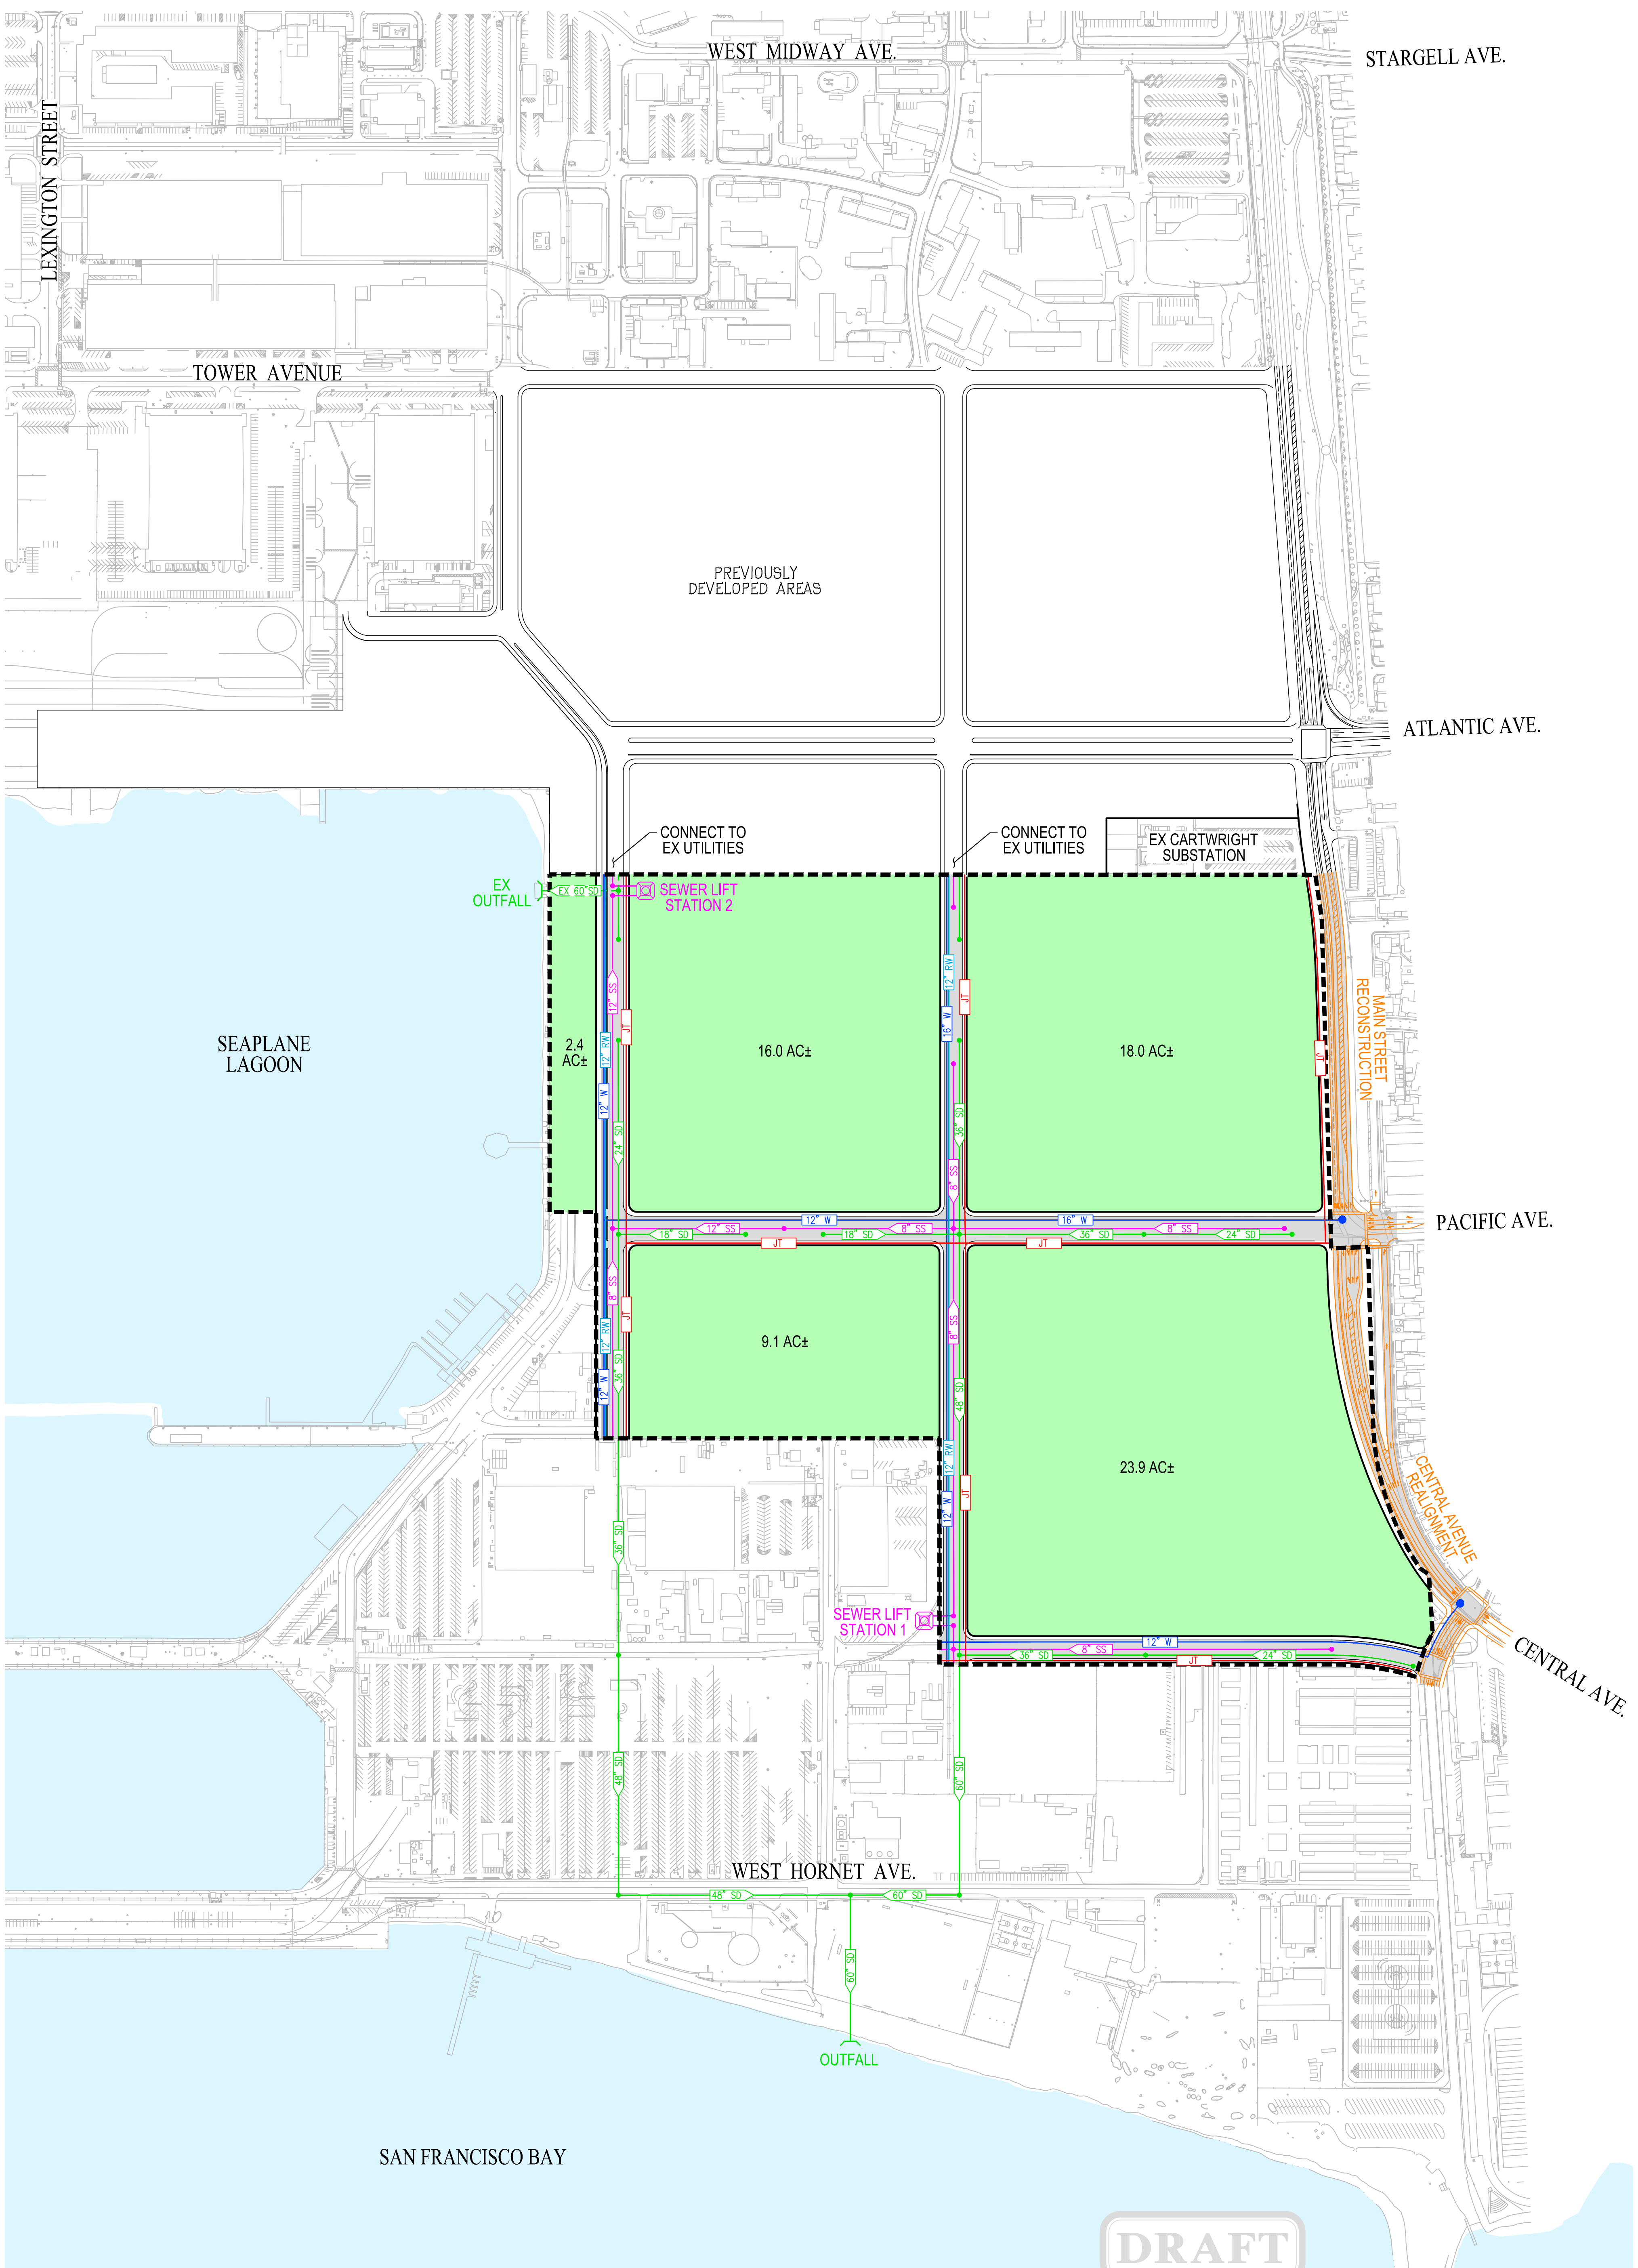 WEST MIDWAY AVE.
STARGELL AVE.
LEXINGTON STREET
TOWER AVENUE
PREVIOUSLY
DEVELOPED AREAS
ATLANTIC AVE.
CONNECT TO
EX UTILITIES
CONNECT TO
EX UTILITIES
EX CARTWRIGHT
SUBSTATION
EX
OUTFALL
EX 60" SD
SEWER LIFT
STATION 2
12" SS
12" RW
16" W
JT
JT
MAIN STREET
RECONSTRUCTION
SEAPLANE
LAGOON
2.4
AC±
12" RW
12" W
24" SD
16.0 AC±
36" SD
8" SS
18.0 AC±
JT
12" W
16" W
12" SS
8" SS
8" SS
18" SD
18" SD
36" SD
24" SD
JT
JT
PACIFIC AVE.
8" SS
JT
12" RW
12" W
36" SD
9.1 AC±
8" SS
48" SD
12" RW
12" W
JT
23.9 AC±
CENTRAL AVENUE
REALIGNMENT
36" SD
SEWER LIFT
STATION 1
12" W
8" SS
36" SD
24" SD
JT
CENTRAL AVE.
48" SD
60" SD
WEST HORNET AVE.
48" SD
60" SD
60" SD
OUTFALL
SAN FRANCISCO BAY
DRAFT